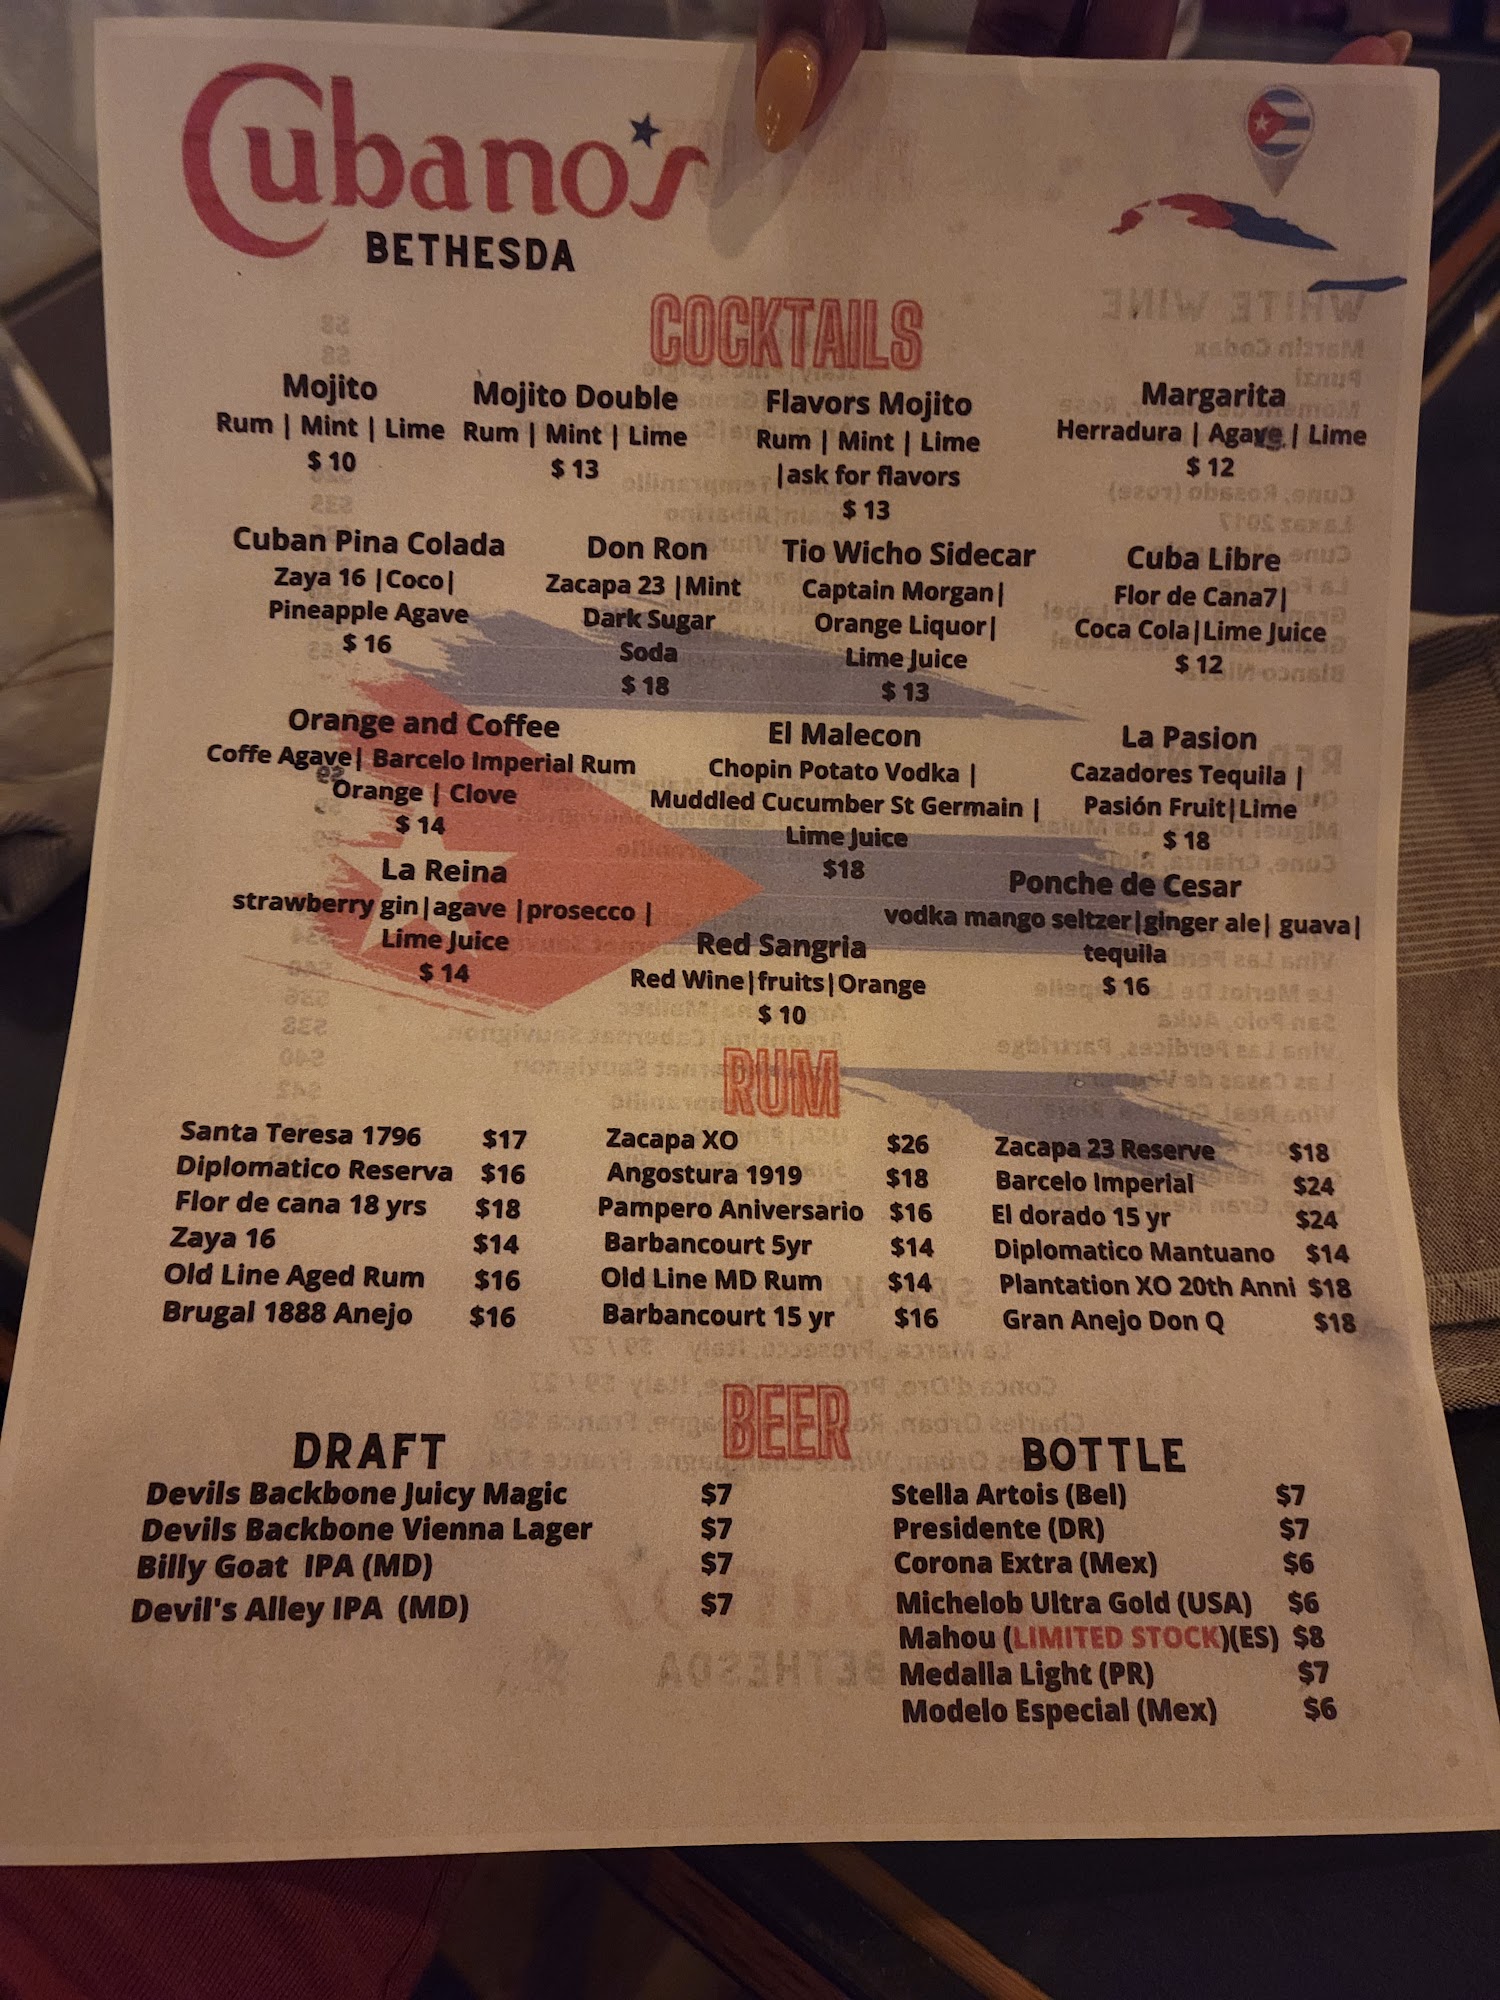 Cubano's
BETHESDA
COCKTAILS
Mojito
Rum | Mint | Lime
$ 10
Mojito Double
Rum | Mint | Lime
$ 13
Flavors Mojito
Rum | Mint | Lime
|ask for flavors
$ 13
Margarita
Herradura | Agave | Lime
$ 12
Cuban Pina Colada
Zaya 16 |Coco|
Pineapple Agave
$ 16
Don Ron
Zacapa 23 |Mint
Dark Sugar
Soda
$ 18
Tio Wicho Sidecar
Captain Morgan|
Orange Liquor|
Lime Juice
$ 13
Cuba Libre
Flor de Cana7|
Coca Cola|Lime Juice
$ 12
Orange and Coffee
Coffe Agave| Barcelo Imperial Rum
Orange | Clove
$ 14
El Malecon
Chopin Potato Vodka |
Muddled Cucumber St Germain |
Lime Juice
$18
La Pasion
Cazadores Tequila |
Pasión Fruit|Lime
$ 18
La Reina
strawberry gin|agave |prosecco |
Lime Juice
$ 14
Red Sangria
Red Wine|fruits|Orange
$ 10
Ponche de Cesar
vodka mango seltzer|ginger ale| guava|
tequila
$ 16
RUM
Santa Teresa 1796 $17
Diplomatico Reserva $16
Flor de cana 18 yrs $18
Zaya 16 $14
Old Line Aged Rum $16
Brugal 1888 Anejo $16
Zacapa XO $26
Angostura 1919 $18
Pampero Aniversario $16
Barbancourt 5yr $14
Old Line MD Rum $14
Barbancourt 15 yr $16
Zacapa 23 Reserve $18
Barcelo Imperial $24
El dorado 15 yr $24
Diplomatico Mantuano $14
Plantation XO 20th Anni $18
Gran Anejo Don Q $18
BEER
DRAFT
Devils Backbone Juicy Magic $7
Devils Backbone Vienna Lager $7
Billy Goat IPA (MD) $7
Devil's Alley IPA (MD) $7
BOTTLE
Stella Artois (Bel) $7
Presidente (DR) $7
Corona Extra (Mex) $6
Michelob Ultra Gold (USA) $6
Mahou (LIMITED STOCK)(ES) $8
Medalla Light (PR) $7
Modelo Especial (Mex) $6